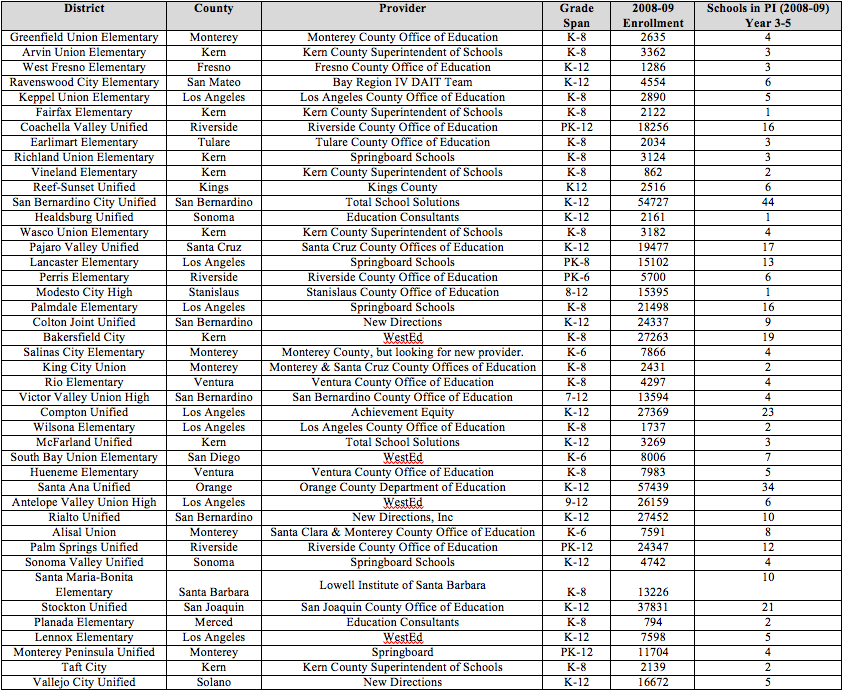 District County Provider Grade Span 2008-09 Enrollment Schools in PI (2008-09) Year 3-5
Greenfield Union Elementary Monterey Monterey County Office of Education K-8 2635 4
Arvin Union Elementary Kern Kern County Superintendent of Schools K-8 3362 3
West Fresno Elementary Fresno Fresno County Office of Education K-12 1286 3
Ravenswood City Elementary San Mateo Bay Region IV DAIT Team K-12 4554 6
Keppel Union Elementary Los Angeles Los Angeles County Office of Education K-8 2890 5
Fairfax Elementary Kern Kern County Superintendent of Schools K-8 2122 1
Coachella Valley Unified Riverside Riverside County Office of Education PK-12 18256 16
Earlimart Elementary Tulare Tulare County Office of Education K-8 2034 3
Richland Union Elementary Kern Springboard Schools K-8 3124 3
Vineland Elementary Kern Kern County Superintendent of Schools K-8 862 2
Reef-Sunset Unified Kings Kings County K12 2516 6
San Bernardino City Unified San Bernardino Total School Solutions K-12 54727 44
Healdsburg Unified Sonoma Education Consultants K-12 2161 1
Wasco Union Elementary Kern Kern County Superintendent of Schools K-8 3182 4
Pajaro Valley Unified Santa Cruz Santa Cruz County Offices of Education K-12 19477 17
Lancaster Elementary Los Angeles Springboard Schools PK-8 15102 13
Perris Elementary Riverside Riverside County Office of Education PK-6 5700 6
Modesto City High Stanislaus Stanislaus County Office of Education 8-12 15395 1
Palmdale Elementary Los Angeles Springboard Schools K-8 21498 16
Colton Joint Unified San Bernardino New Directions K-12 24337 9
Bakersfield City Kern WestEd K-8 27263 19
Salinas City Elementary Monterey Monterey County, but looking for new provider. K-6 7866 4
King City Union Monterey Monterey & Santa Cruz County Offices of Education K-8 2431 2
Rio Elementary Ventura Ventura County Office of Education K-8 4297 4
Victor Valley Union High San Bernardino San Bernardino County Office of Education 7-12 13594 4
Compton Unified Los Angeles Achievement Equity K-12 27369 23
Wilsona Elementary Los Angeles Los Angeles County Office of Education K-8 1737 2
McFarland Unified Kern Total School Solutions K-12 3269 3
South Bay Union Elementary San Diego WestEd K-6 8006 7
Hueneme Elementary Ventura Ventura County Office of Education K-8 7983 5
Santa Ana Unified Orange Orange County Department of Education K-12 57439 34
Antelope Valley Union High Los Angeles WestEd 9-12 26159 6
Rialto Unified San Bernardino New Directions, Inc K-12 27452 10
Alisal Union Monterey Santa Clara & Monterey County Office of Education K-6 7591 8
Palm Springs Unified Riverside Riverside County Office of Education PK-12 24347 12
Sonoma Valley Unified Sonoma Springboard Schools K-12 4742 4
Santa Maria-Bonita Elementary Santa Barbara Lowell Institute of Santa Barbara K-8 13226 10
Stockton Unified San Joaquin San Joaquin County Office of Education K-12 37831 21
Planada Elementary Merced Education Consultants K-8 794 2
Lennox Elementary Los Angeles WestEd K-12 7598 5
Monterey Peninsula Unified Monterey Springboard PK-12 11704 4
Taft City Kern Kern County Superintendent of Schools K-8 2139 2
Vallejo City Unified Solano New Directions K-12 16672 5